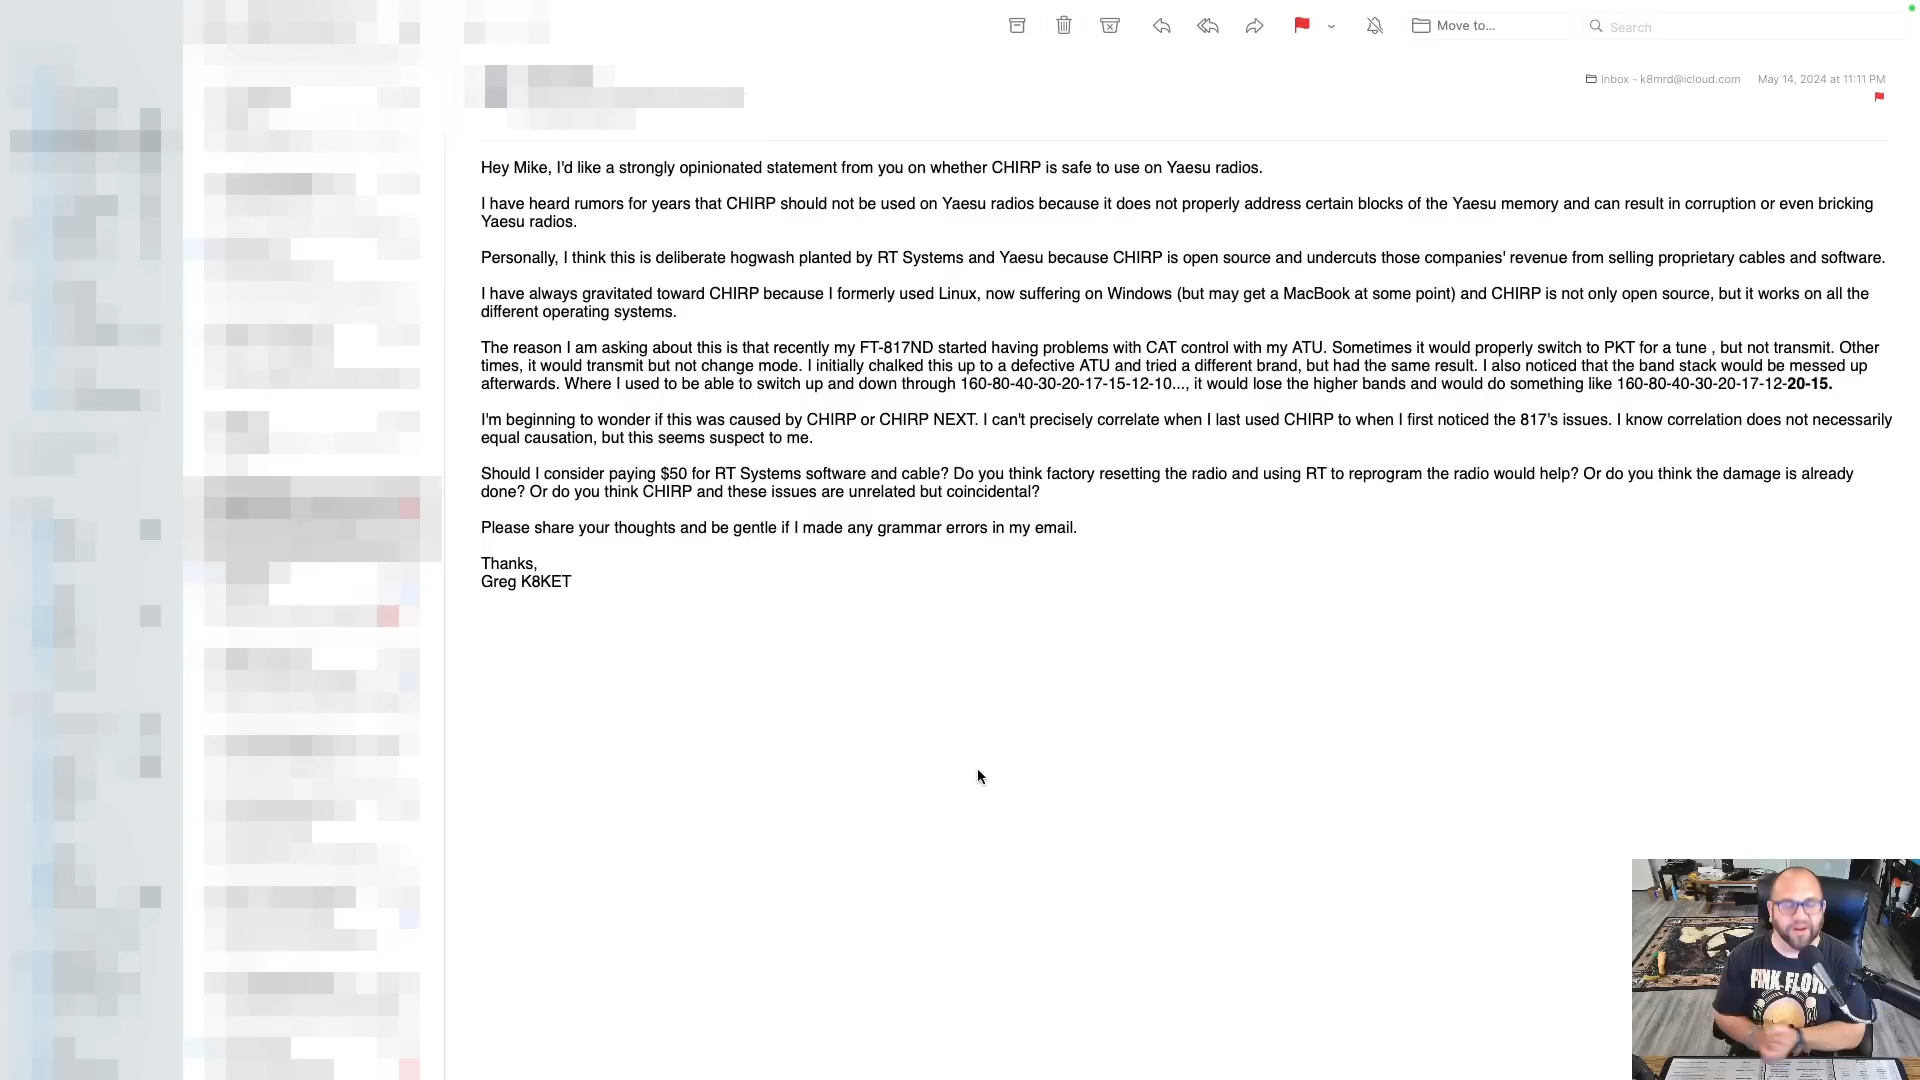 Move to...
Search
Inbox - k8mrd@icloud.com May 14, 2024 at 11:11 PM
Hey Mike, I'd like a strongly opinionated statement from you on whether CHIRP is safe to use on Yaesu radios.
I have heard rumors for years that CHIRP should not be used on Yaesu radios because it does not properly address certain blocks of the Yaesu memory and can result in corruption or even bricking
Yaesu radios.
Personally, I think this is deliberate hogwash planted by RT Systems and Yaesu because CHIRP is open source and undercuts those companies' revenue from selling proprietary cables and software.
I have always gravitated toward CHIRP because I formerly used Linux, now suffering on Windows (but may get a MacBook at some point) and CHIRP is not only open source, but it works on all the
different operating systems.
The reason I am asking about this is that recently my FT-817ND started having problems with CAT control with my ATU. Sometimes it would properly switch to PKT for a tune , but not transmit. Other
times, it would transmit but not change mode. I initially chalked this up to a defective ATU and tried a different brand, but had the same result. I also noticed that the band stack would be messed up
afterwards. Where I used to be able to switch up and down through 160-80-40-30-20-17-15-12-10..., it would lose the higher bands and would do something like 160-80-40-30-20-17-12-20-15.
I'm beginning to wonder if this was caused by CHIRP or CHIRP NEXT. I can't precisely correlate when I last used CHIRP to when I first noticed the 817's issues. I know correlation does not necessarily
equal causation, but this seems suspect to me.
Should I consider paying $50 for RT Systems software and cable? Do you think factory resetting the radio and using RT to reprogram the radio would help? Or do you think the damage is already
done? Or do you think CHIRP and these issues are unrelated but coincidental?
Please share your thoughts and be gentle if I made any grammar errors in my email.
Thanks,
Greg K8KET
PINK FLOYD